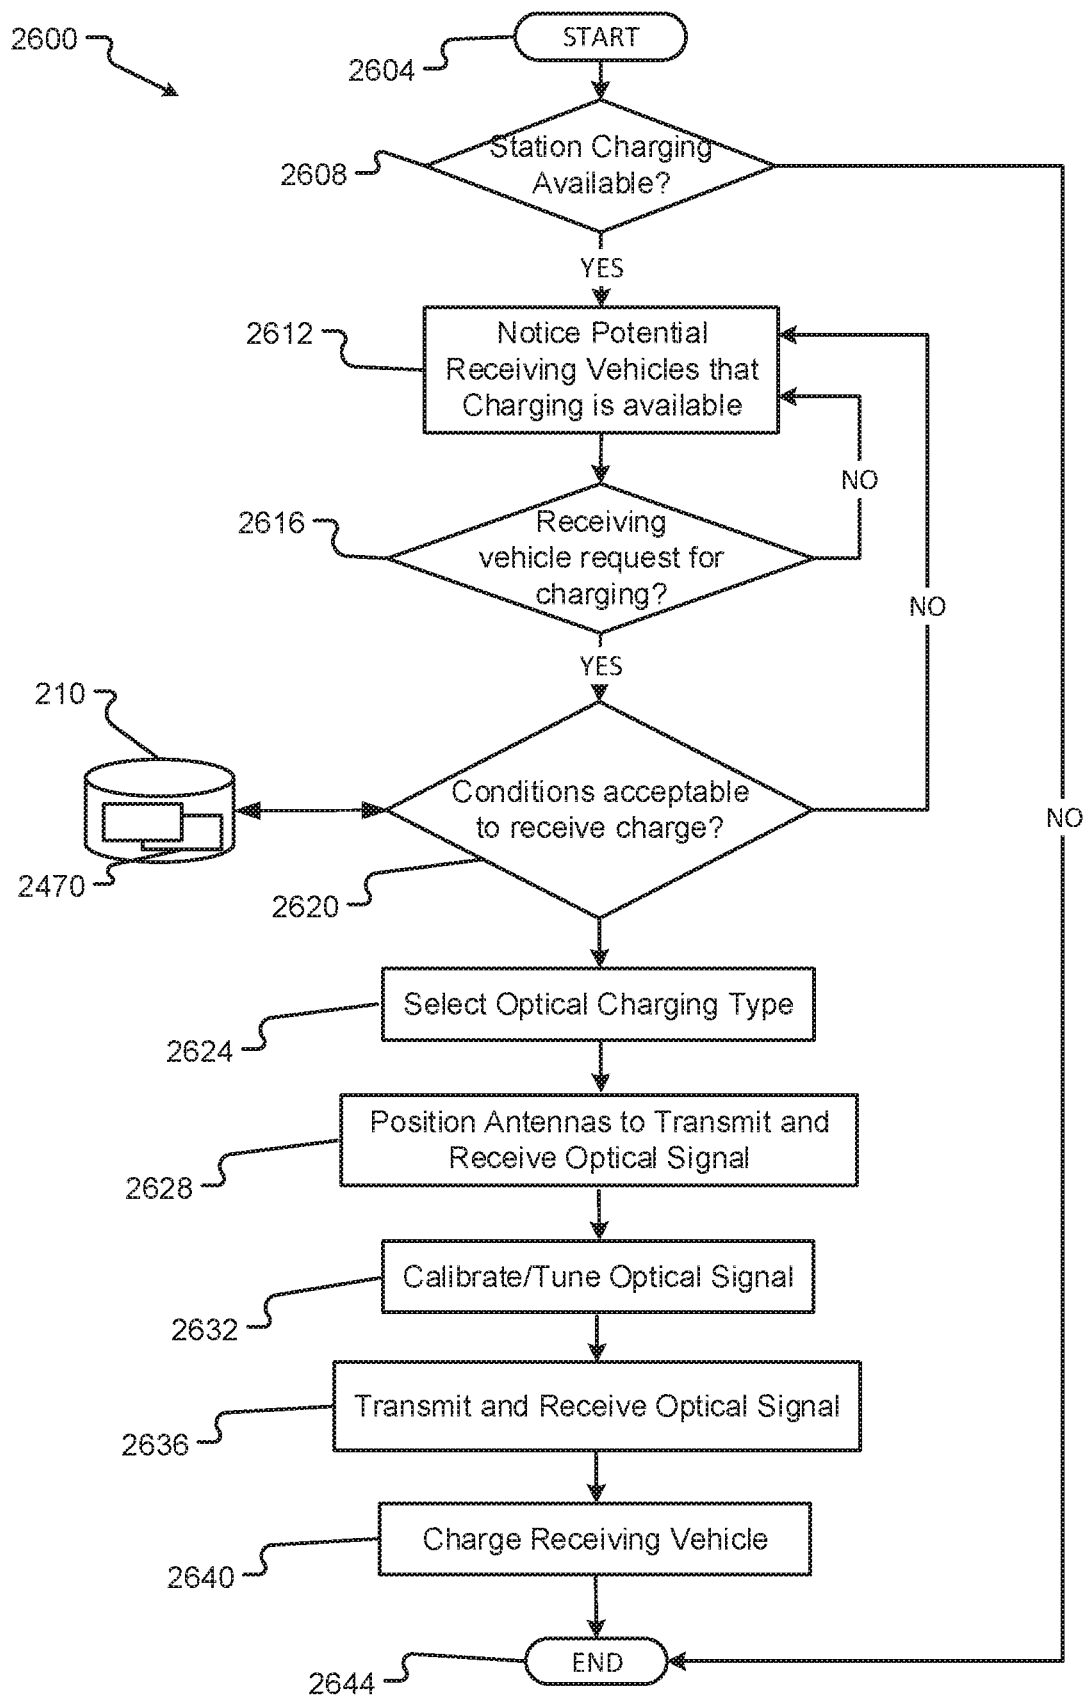 2600
START
2604
Station Charging
Available?
2608
YES
Notice Potential
Receiving Vehicles that
Charging is available
2612
NO
Receiving
vehicle request for
charging?
2616
NO
YES
210
Conditions acceptable
to receive charge?
NO
2470
2620
Select Optical Charging Type
2624
Position Antennas to Transmit and
Receive Optical Signal
2628
Calibrate/Tune Optical Signal
2632
Transmit and Receive Optical Signal
2636
Charge Receiving Vehicle
2640
END
2644